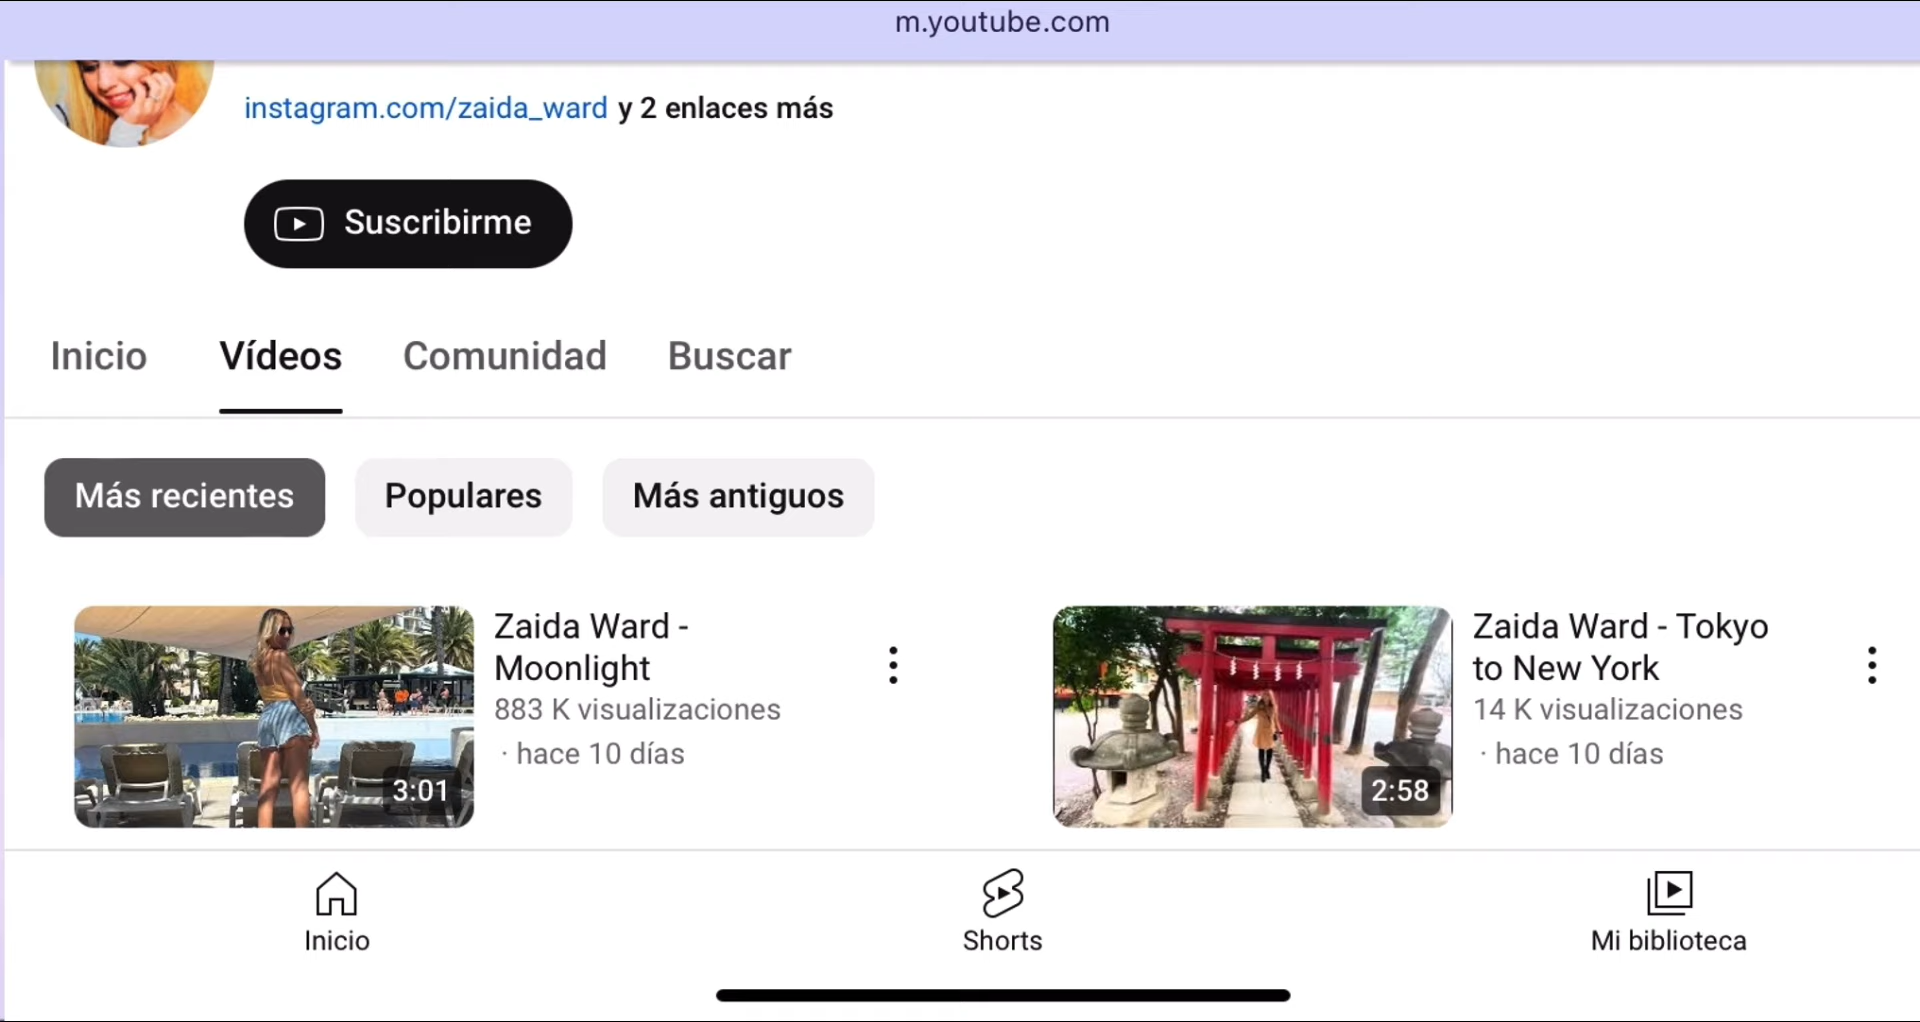 m.youtube.com
instagram.com/zaida_ward y 2 enlaces más
Suscribirme
Inicio Vídeos Comunidad Buscar
Más recientes Populares Más antiguos
Zaida Ward -
Moonlight
883 K visualizaciones
· hace 10 días
3:01
Zaida Ward - Tokyo
to New York
14 K visualizaciones
· hace 10 días
2:58
Inicio Shorts Mi biblioteca